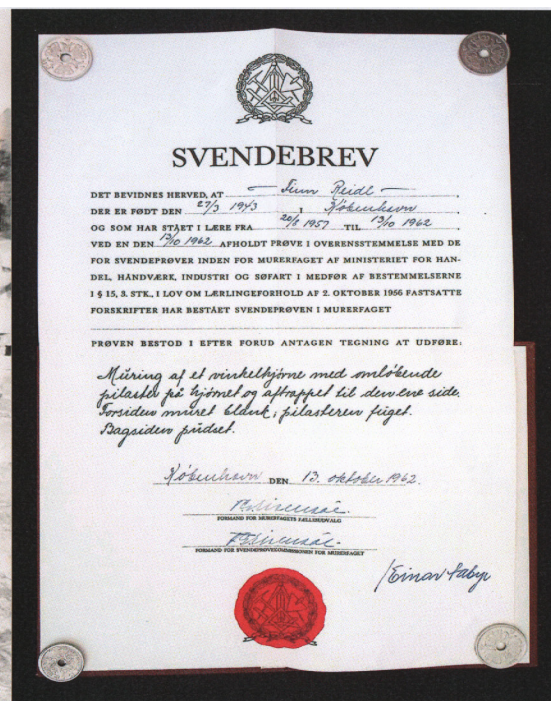 SVENDEBREV
DET BEVIDNES HERVED, AT — Finn Reidl —
DER ER FØDT DEN 27/3 1943 I København.
OG SOM HAR STÅET I LÆRE FRA 20/8 1957 TIL 13/10 1962
VED EN DEN 13/10 1962 AFHOLDT PRØVE I OVERENSSTEMMELSE MED DE
FOR SVENDEPRØVER INDEN FOR MURERFAGET AF MINISTERIET FOR HAN-
DEL, HÅNDVÆRK, INDUSTRI OG SØFART I MEDFØR AF BESTEMMELSERNE
I § 15, 3. STK., I LOV OM LÆRLINGEFORHOLD AF 2. OKTOBER 1956 FASTSATTE
FORSKRIFTER HAR BESTÅET SVENDEPRØVEN I MURERFAGET
PRØVEN BESTOD I EFTER FORUD ANTAGEN TEGNING AT UDFØRE:
Müring af et vinkelhjørne med omløbende
pilaster på hjørnet og aftrappet til den ene side.
Forsiden muret blank, pilasteren füget.
Bagsiden püdset.
København DEN 13. oktober 1962.
FORMAND FOR MURERFAGETS FÆLLESUDVALG
FORMAND FOR SVENDEPRØVEKOMMISSIONEN FOR MURERFAGET
Einar